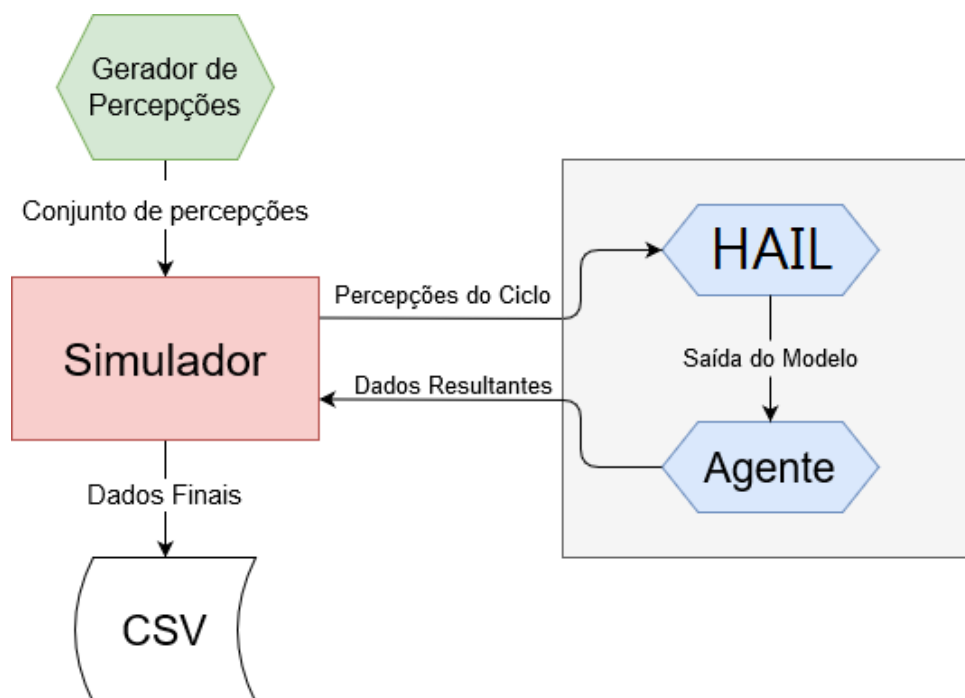 Gerador de
Percepções
Conjunto de percepções
HAIL
Percepções do Ciclo
Simulador
Saída do Modelo
Dados Resultantes
Agente
Dados Finais
CSV